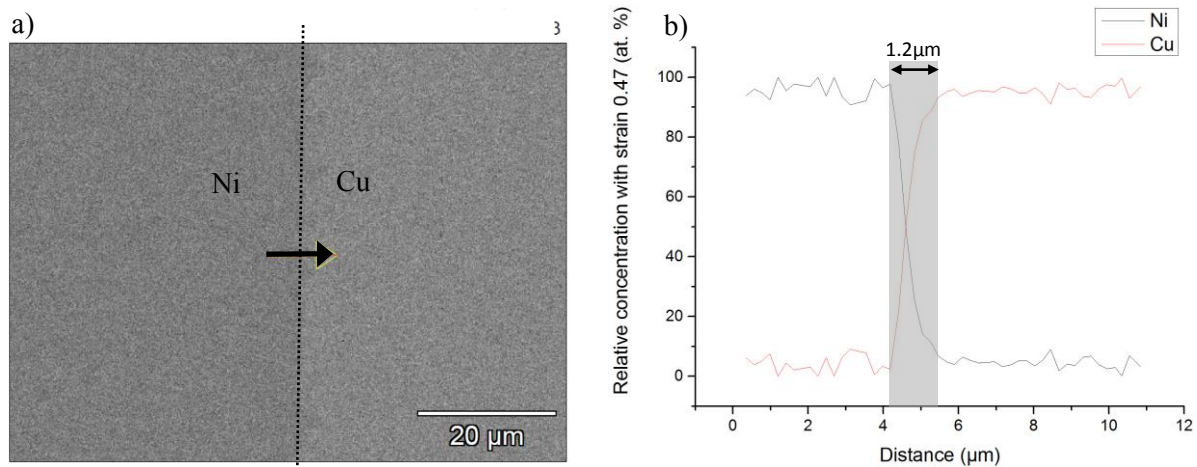 a)
3
Ni
Cu
20 µm
b)
Ni
Cu
1.2µm
Relative concentration with strain 0.47 (at. %)
100
80
60
40
20
0
0 2 4 6 8 10 12
Distance (µm)